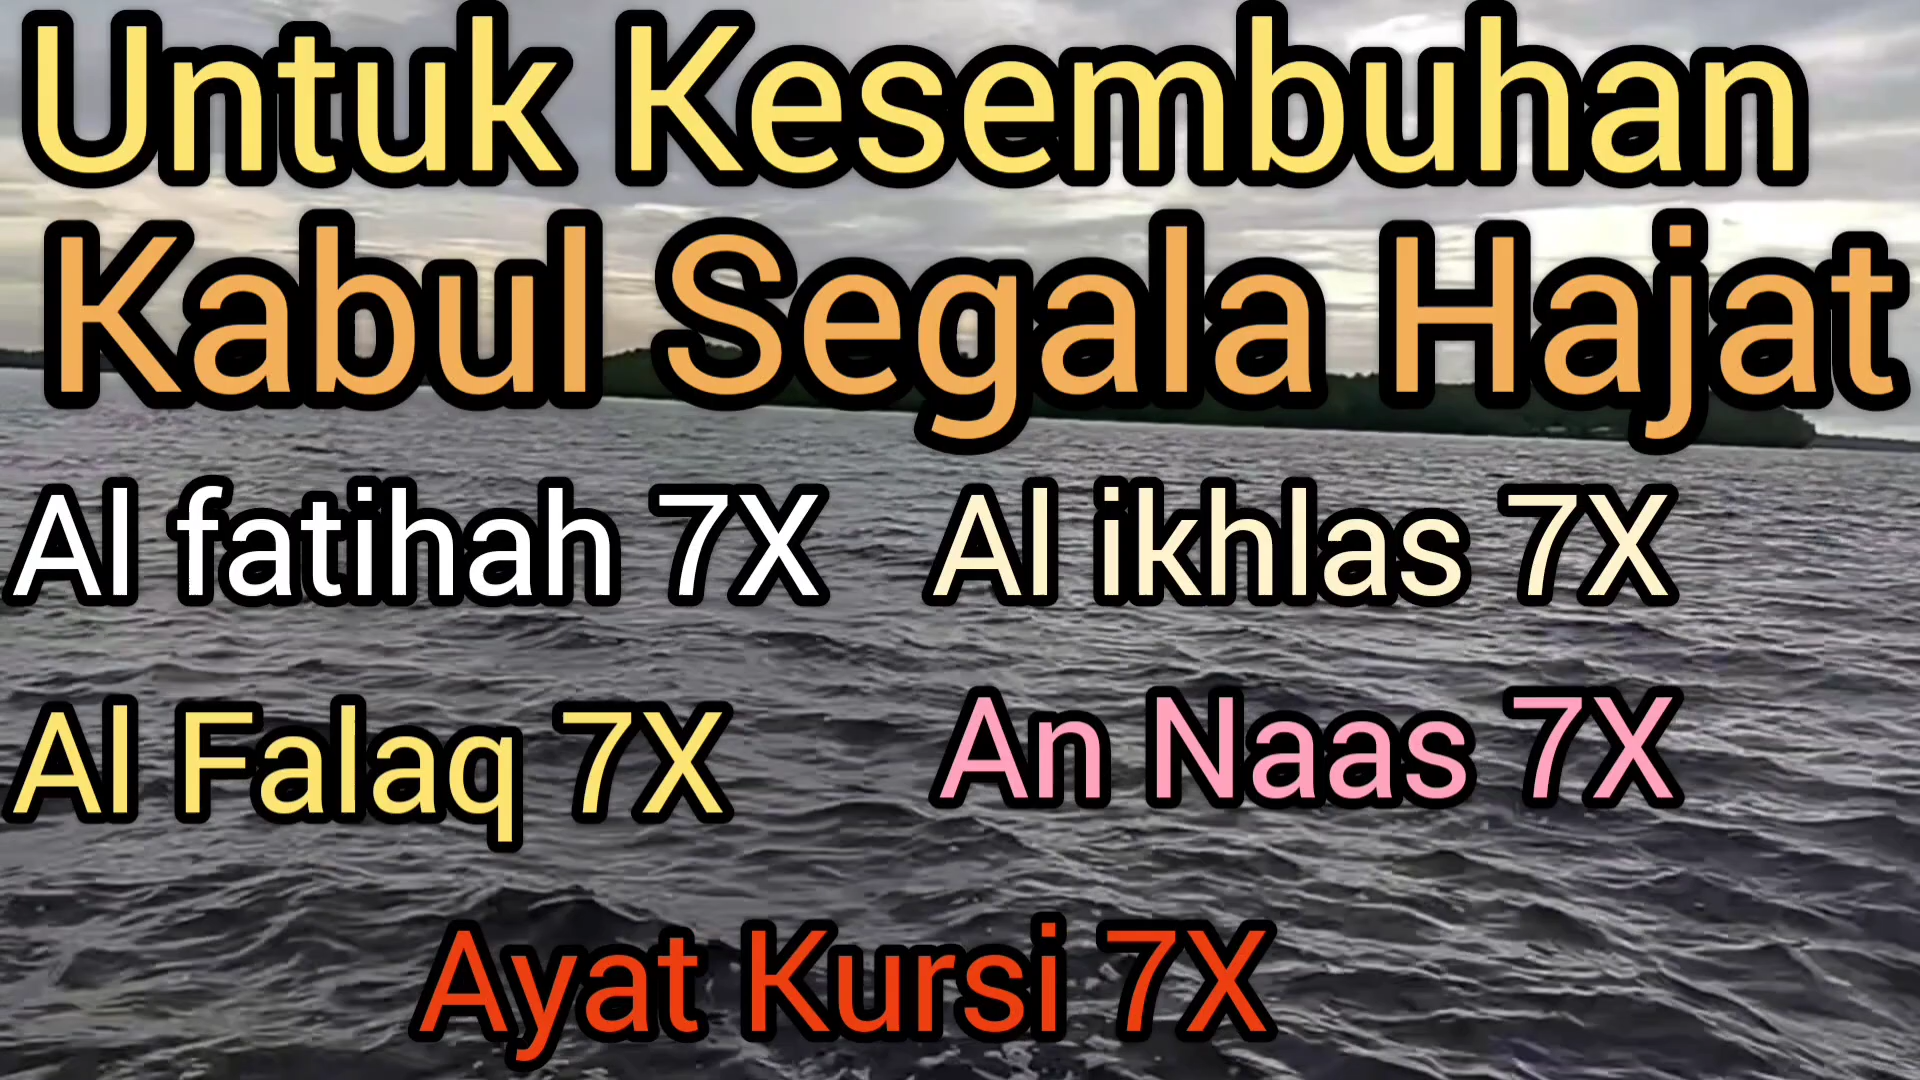 Untuk Kesembuhan
Kabul Segala Hajat
Al fatihah 7X
Al ikhlas 7X
Al Falaq 7X
An Naas 7X
Ayat Kursi 7X